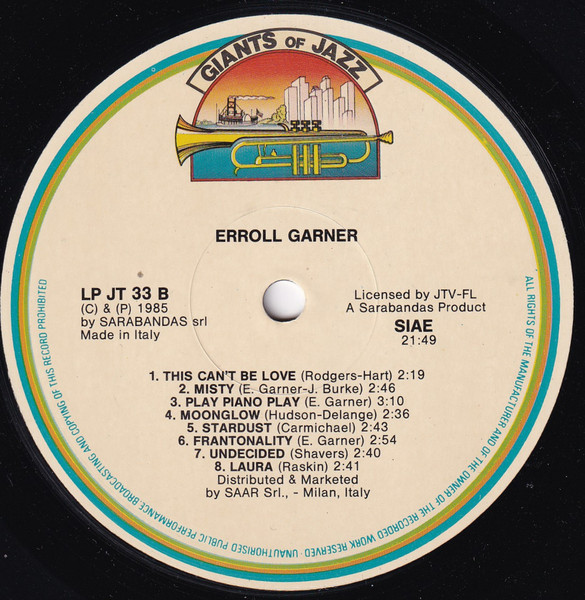 GIANTS OF JAZZ
ERROLL GARNER
LP JT 33 B
(C) & (P) 1985
by SARABANDAS srl
Made in Italy
Licensed by JTV-FL
A Sarabandas Product
SIAE
21:49
1. THIS CAN'T BE LOVE (Rodgers-Hart) 2:19
2. MISTY (E. Garner-J. Burke) 2:46
3. PLAY PIANO PLAY (E. Garner) 3:10
4. MOONGLOW (Hudson-Delange) 2:36
5. STARDUST (Carmichael) 2:43
6. FRANTONALITY (E. Garner) 2:54
7. UNDECIDED (Shavers) 2:40
8. LAURA (Raskin) 2:41
Distributed & Marketed
by SAAR Srl., - Milan, Italy
ALL RIGHTS OF THE MANUFACTURER AND OF THE OWNER OF THE RECORDED WORK RESERVED · UNAUTHORISED PUBLIC PERFORMANCE BROADCASTING AND COPYING OF THIS RECORD PROHIBITED